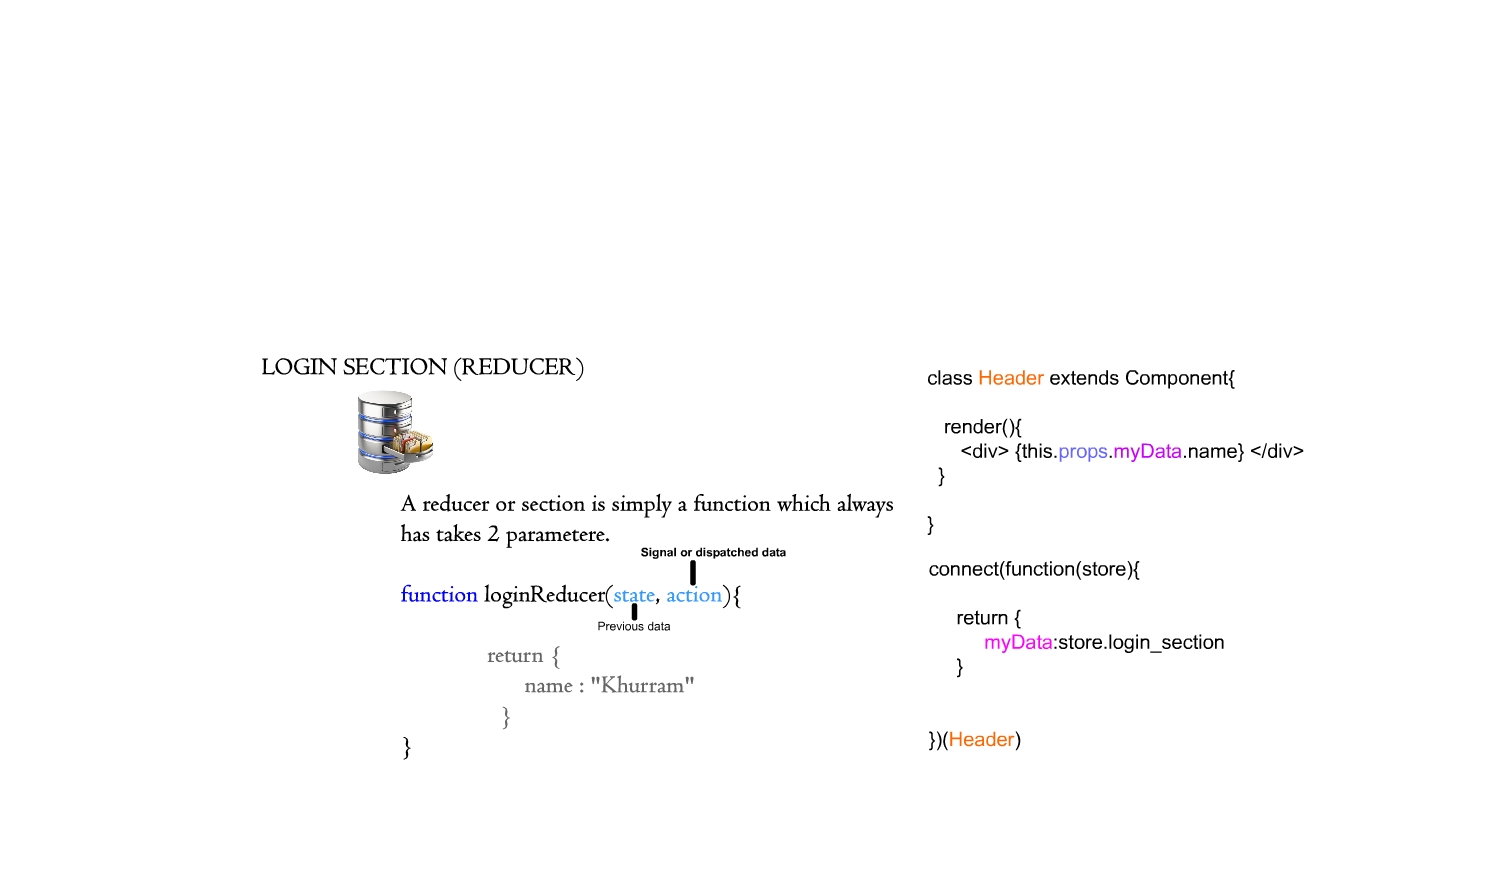 LOGIN SECTION (REDUCER)
A reducer or section is simply a function which always
has takes 2 parametere.
Signal or dispatched data
function loginReducer(state, action){
Previous data
return {
name : "Khurram"
}
}
class Header extends Component{
render(){
<div> {this.props.myData.name} </div>
}
}
connect(function(store){
return {
myData:store.login_section
}
})(Header)